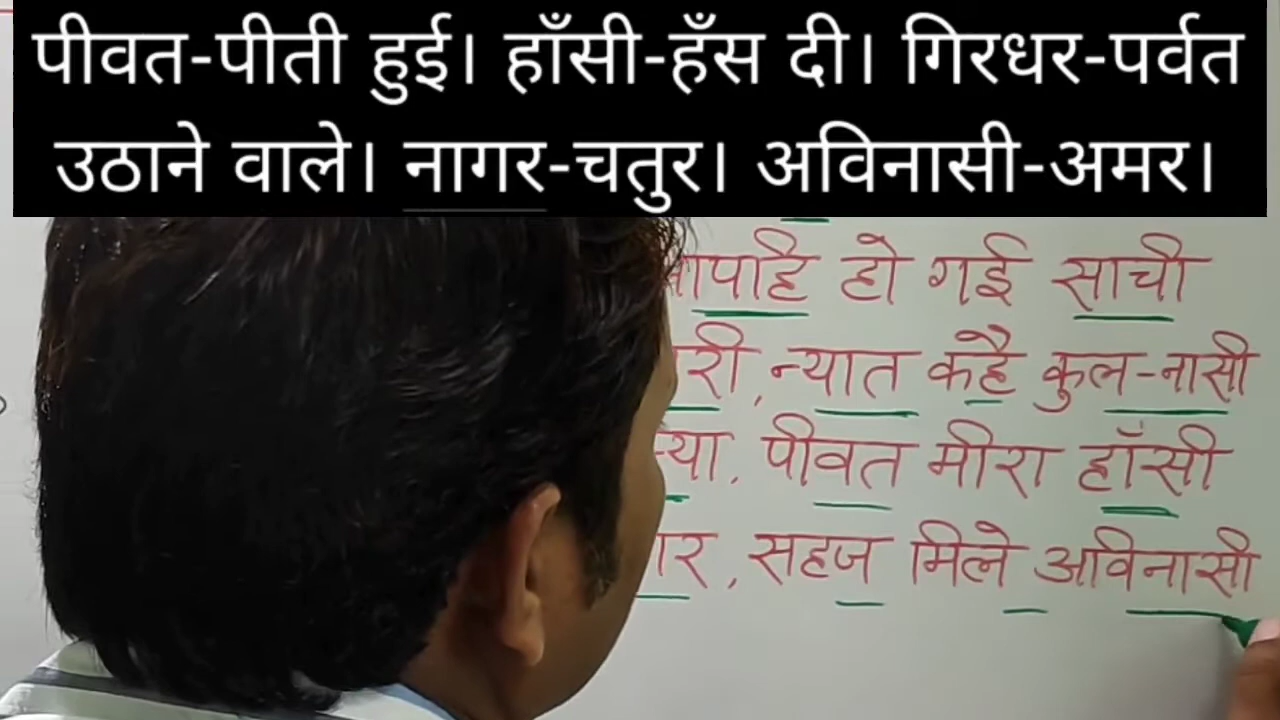 पीवत-पीती हुई। हाँसी-हँस दी। गिरधर-पर्वत
उठाने वाले। नागर-चतुर। अविनासी-अमर।
हो गई साची
न्यात कहै कुल-नासी
पीवत मीरा हाँसी
सहज मिले अविनासी